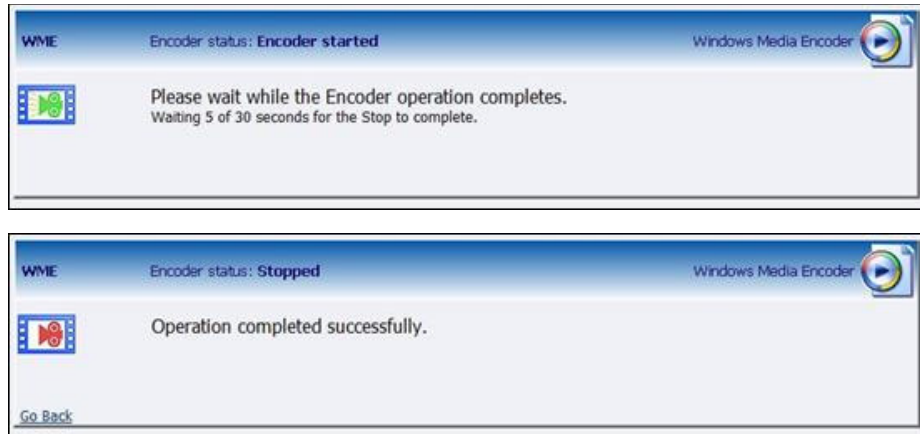 WME Encoder status: Encoder started Windows Media Encoder
Please wait while the Encoder operation completes.
Waiting 5 of 30 seconds for the Stop to complete.
WME Encoder status: Stopped Windows Media Encoder
Operation completed successfully.
Go Back